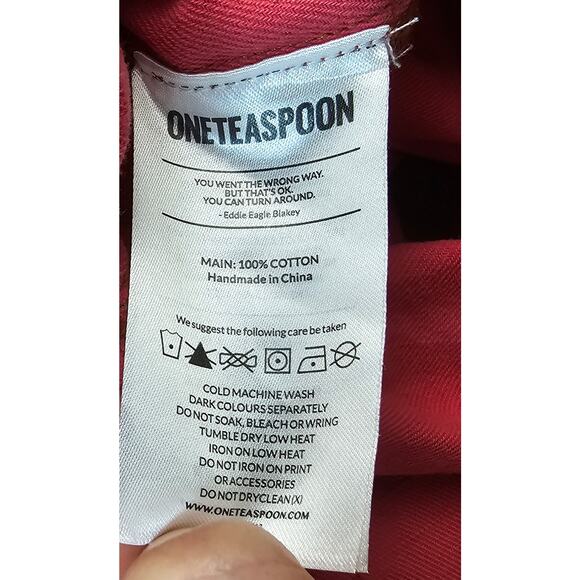 ONETEASPOON
YOU WENT THE WRONG WAY.
BUT THAT'S OK.
YOU CAN TURN AROUND.
- Eddie Eagle Blakey
MAIN: 100% COTTON
Handmade in China
We suggest the following care be taken
COLD MACHINE WASH
DARK COLOURS SEPARATELY
DO NOT SOAK, BLEACH OR WRING
TUMBLE DRY LOW HEAT
IRON ON LOW HEAT
DO NOT IRON ON PRINT
OR ACCESSORIES
DO NOT DRYCLEAN (X)
WWW.ONETEASPOON.COM